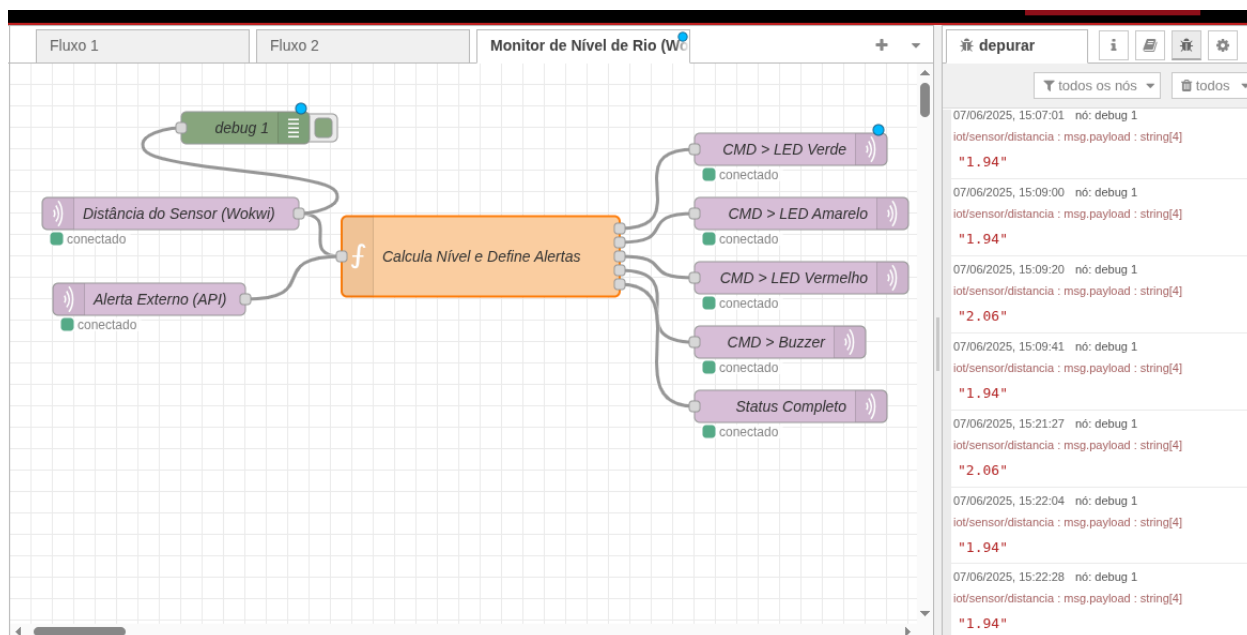 Fluxo 1
Fluxo 2
Monitor de Nível de Rio (Wo
depurar
i
todos os nós
todos
debug 1
Distância do Sensor (Wokwi)
conectado
Alerta Externo (API)
conectado
f
Calcula Nível e Define Alertas
CMD > LED Verde
conectado
CMD > LED Amarelo
conectado
CMD > LED Vermelho
conectado
CMD > Buzzer
conectado
Status Completo
conectado
07/06/2025, 15:07:01 nó: debug 1
iot/sensor/distancia : msg.payload : string[4]
"1.94"
07/06/2025, 15:09:00 nó: debug 1
iot/sensor/distancia : msg.payload : string[4]
"1.94"
07/06/2025, 15:09:20 nó: debug 1
iot/sensor/distancia : msg.payload : string[4]
"2.06"
07/06/2025, 15:09:41 nó: debug 1
iot/sensor/distancia : msg.payload : string[4]
"1.94"
07/06/2025, 15:21:27 nó: debug 1
iot/sensor/distancia : msg.payload : string[4]
"2.06"
07/06/2025, 15:22:04 nó: debug 1
iot/sensor/distancia : msg.payload : string[4]
"1.94"
07/06/2025, 15:22:28 nó: debug 1
iot/sensor/distancia : msg.payload : string[4]
"1.94"